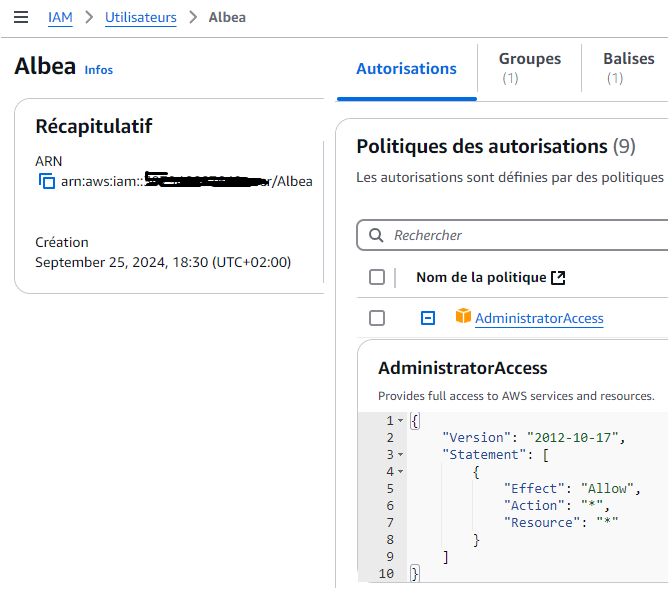 IAM > Utilisateurs > Albea
Albea Infos
Récapitulatif
ARN
arn:aws:iam:: r/Albea
Création
September 25, 2024, 18:30 (UTC+02:00)
Autorisations
Groupes
(1)
Balises
(1)
Politiques des autorisations (9)
Les autorisations sont définies par des politiques
Rechercher
Nom de la politique
AdministratorAccess
AdministratorAccess
Provides full access to AWS services and resources.
1 {
2 "Version": "2012-10-17",
3 "Statement": [
4 {
5 "Effect": "Allow",
6 "Action": "*",
7 "Resource": "*"
8 }
9 ]
10 }